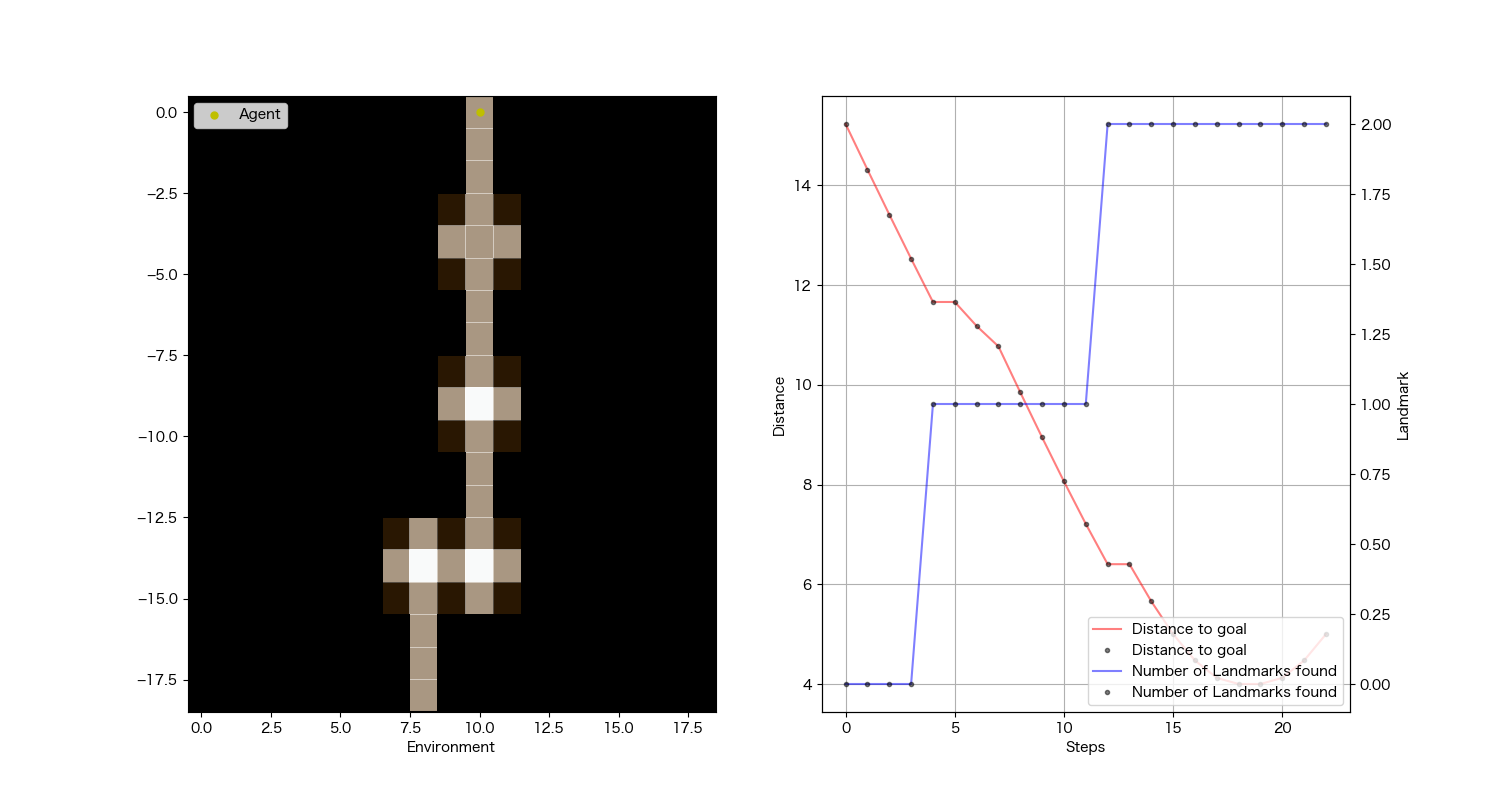 Agent
0.0
−2.5
−5.0
−7.5
−10.0
−12.5
−15.0
−17.5
0.0 2.5 5.0 7.5 10.0 12.5 15.0 17.5
Environment
Distance
14
12
10
8
6
4
0 5 10 15 20
Steps
2.00
1.75
1.50
1.25
1.00
0.75
0.50
0.25
0.00
Landmark
Distance to goal
Distance to goal
Number of Landmarks found
Number of Landmarks found